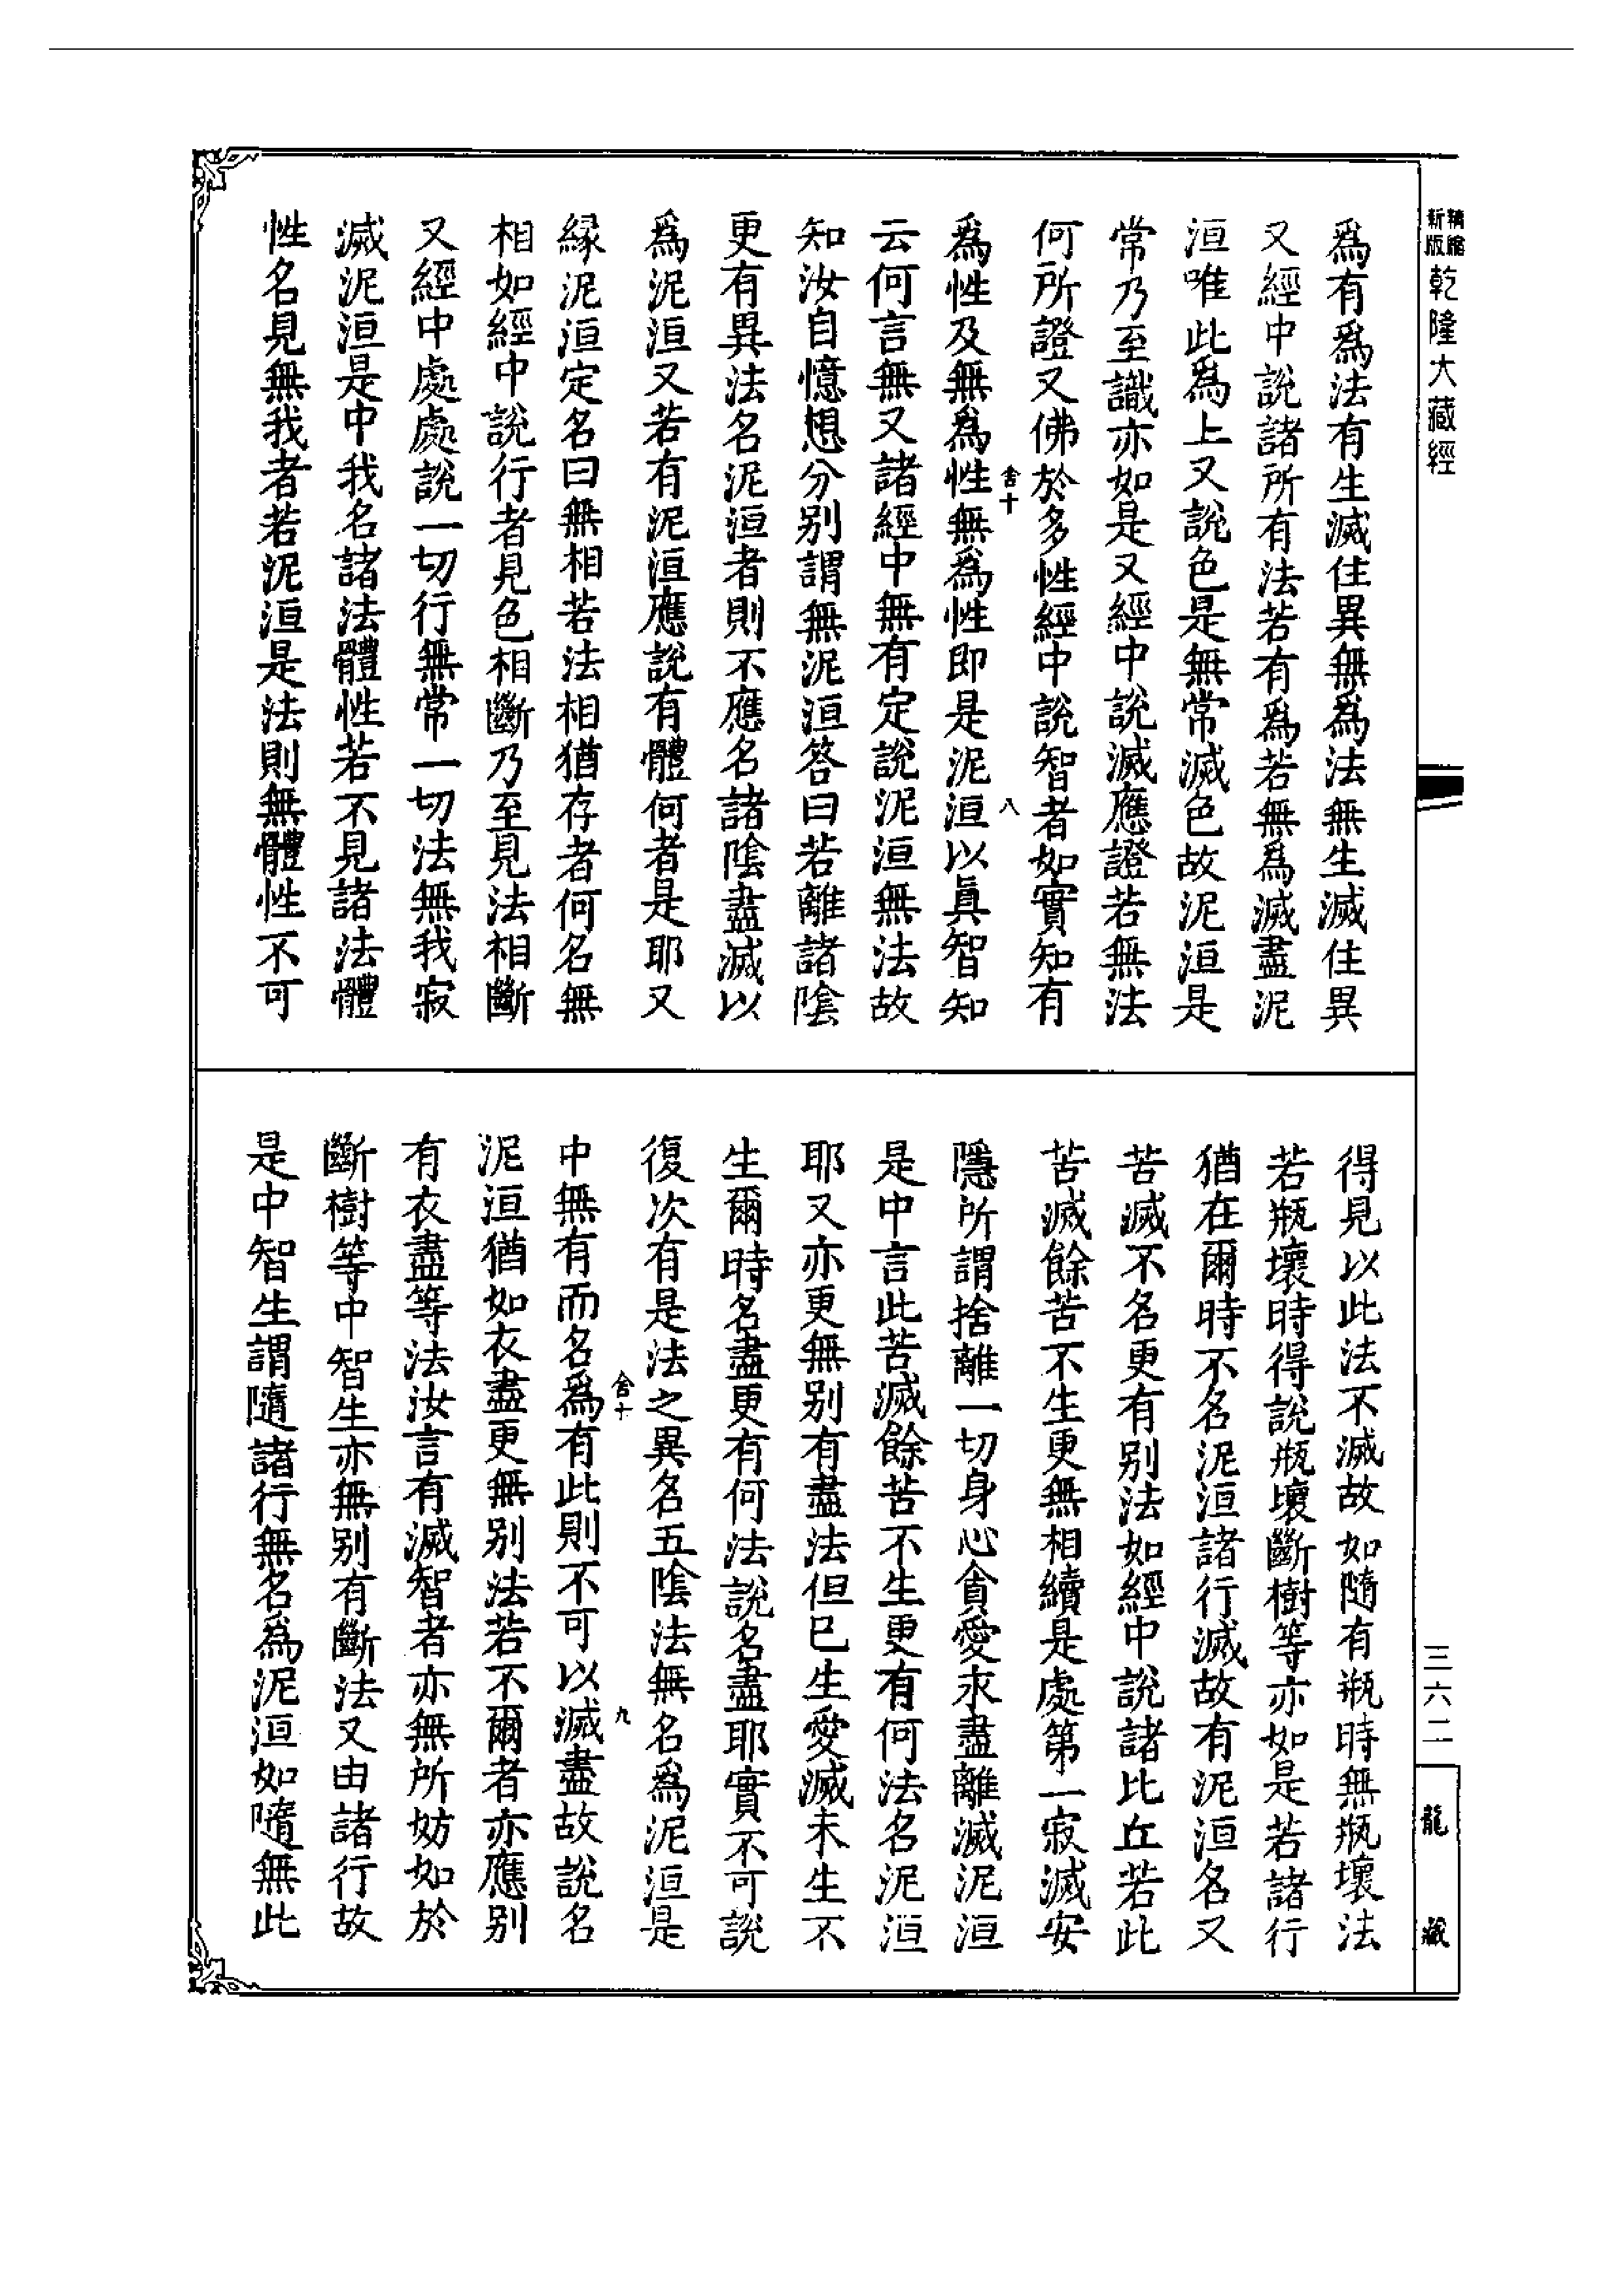 新版精縮乾隆大藏經
為有為法有生滅住異無為法無生滅住異
又經中說諸所有法若有為若無為滅盡泥
洹唯此為上又說色是無常滅色故泥洹是
常乃至識亦如是又經中說滅應證若無法
何所證又佛於多性經中說智者如實知有
舍十
八
為性及無為性無為性即是泥洹以真智知
云何言無又諸經中無有定說泥洹無法故
知汝自憶想分別謂無泥洹答曰若離諸陰
更有異法名泥洹者則不應名諸陰盡滅以
為泥洹又若有泥洹應說有體何者是耶又
緣泥洹定名曰無相若法相猶存者何名無
相如經中說行者見色相斷乃至見法相斷
又經中處處說一切行無常一切法無我寂
滅泥洹是中我名諸法體性若不見諸法體
性名見無我者若泥洹是法則無體性不可
得見以此法不滅故如隨有瓶時無瓶壞法
若瓶壞時得說瓶壞斷樹等亦如是若諸行
猶在爾時不名泥洹諸行滅故有泥洹名又
苦滅不名更有別法如經中說諸比丘若此
苦滅餘苦不生更無相續是處第一寂滅安
隱所謂捨離一切身心貪愛永盡離滅泥洹
是中言此苦滅餘苦不生更有何法名泥洹
耶又亦更無別有盡法但已生愛滅未生不
生爾時名盡更有何法說名盡耶實不可說
復次有是法之異名五陰法無名為泥洹是
舍十
九
中無有而名為有此則不可以滅盡故說名
泥洹猶如衣盡更無別法若不爾者亦應別
有衣盡等法汝言有滅智者亦無所妨如於
斷樹等中智生亦無別有斷法又由諸行故
是中智生謂隨諸行無名為泥洹如隨無此
三六二
龍藏